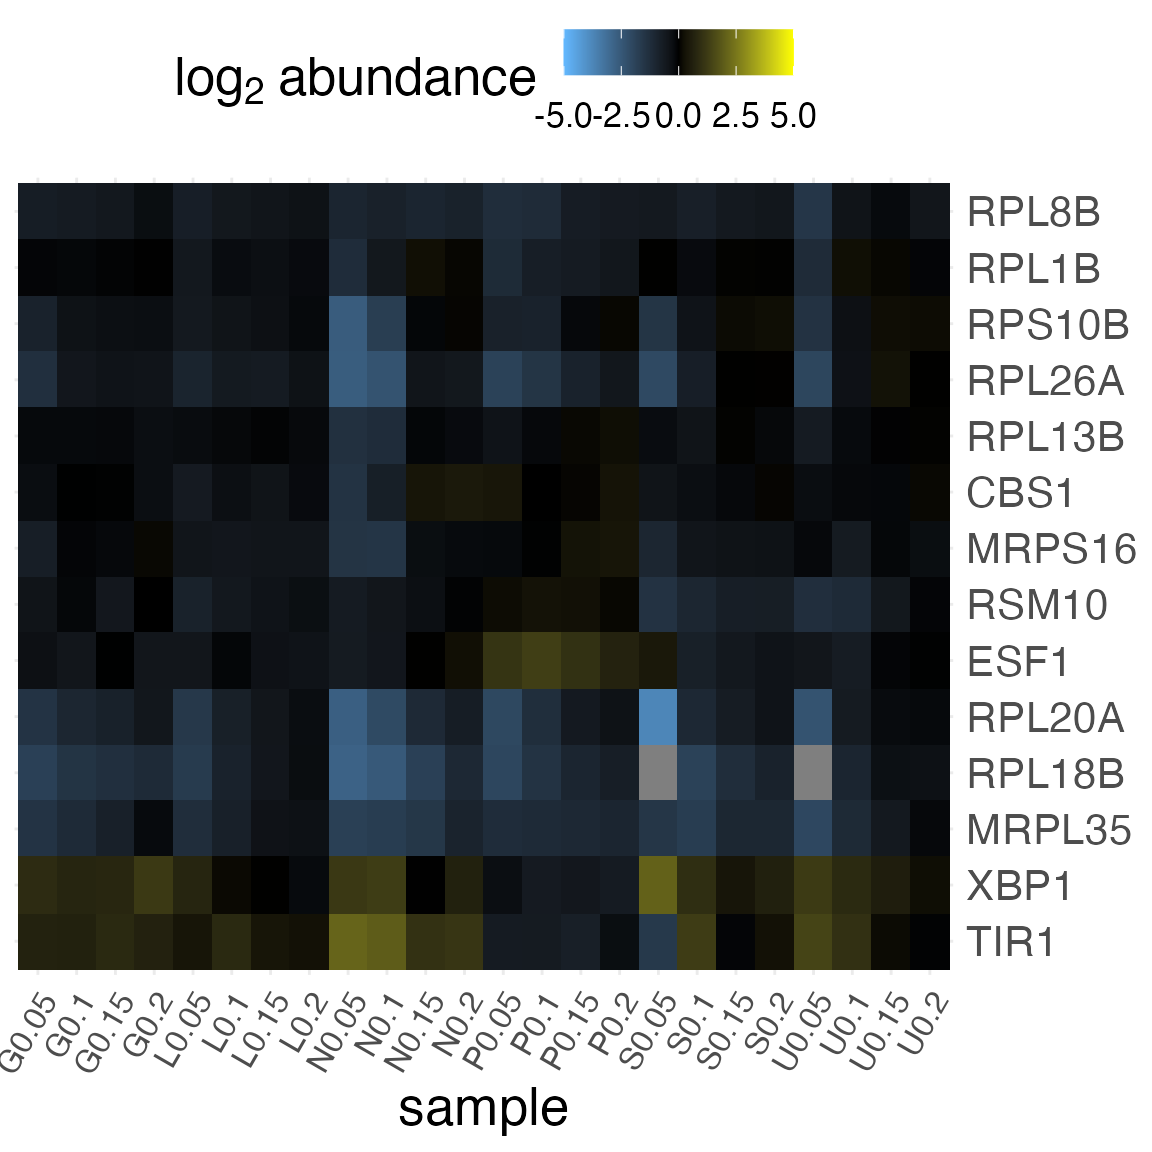 log₂ abundance
-5.0 -2.5 0.0 2.5 5.0
RPL8B
RPL1B
RPS10B
RPL26A
RPL13B
CBS1
MRPS16
RSM10
ESF1
RPL20A
RPL18B
MRPL35
XBP1
TIR1
G0.05 G0.1 G0.15 G0.2 L0.05 L0.1 L0.15 L0.2 N0.05 N0.1 N0.15 N0.2 P0.05 P0.1 P0.15 P0.2 S0.05 S0.1 S0.15 S0.2 U0.05 U0.1 U0.15 U0.2
sample